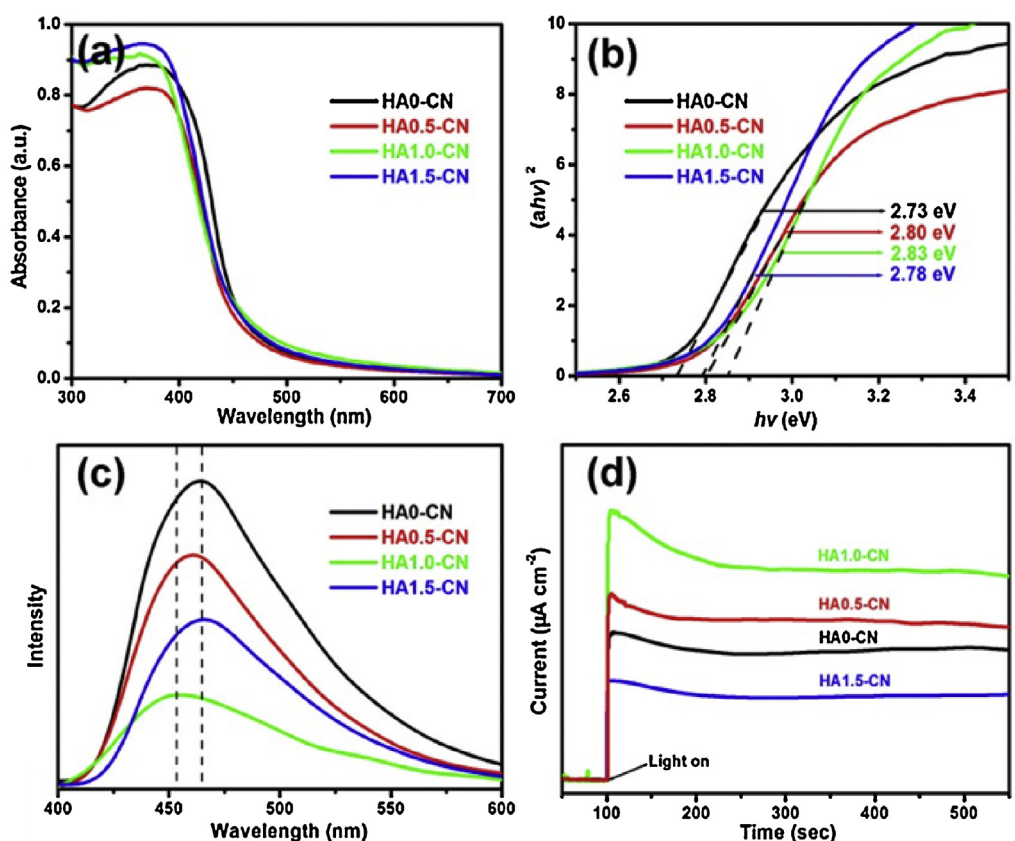 (a)
1.0
0.8
0.6
0.4
0.2
0.0
Absorbance (a.u.)
HA0-CN
HA0.5-CN
HA1.0-CN
HA1.5-CN
300 400 500 600 700
Wavelength (nm)
(b)
10
8
6
4
2
0
(ahv) ²
HA0-CN
HA0.5-CN
HA1.0-CN
HA1.5-CN
2.73 eV
2.80 eV
2.83 eV
2.78 eV
2.6 2.8 3.0 3.2 3.4
hv (eV)
(c)
Intensity
HA0-CN
HA0.5-CN
HA1.0-CN
HA1.5-CN
400 450 500 550 600
Wavelength (nm)
(d)
Current (µA cm⁻²)
HA1.0-CN
HA0.5-CN
HA0-CN
HA1.5-CN
Light on
100 200 300 400 500
Time (sec)